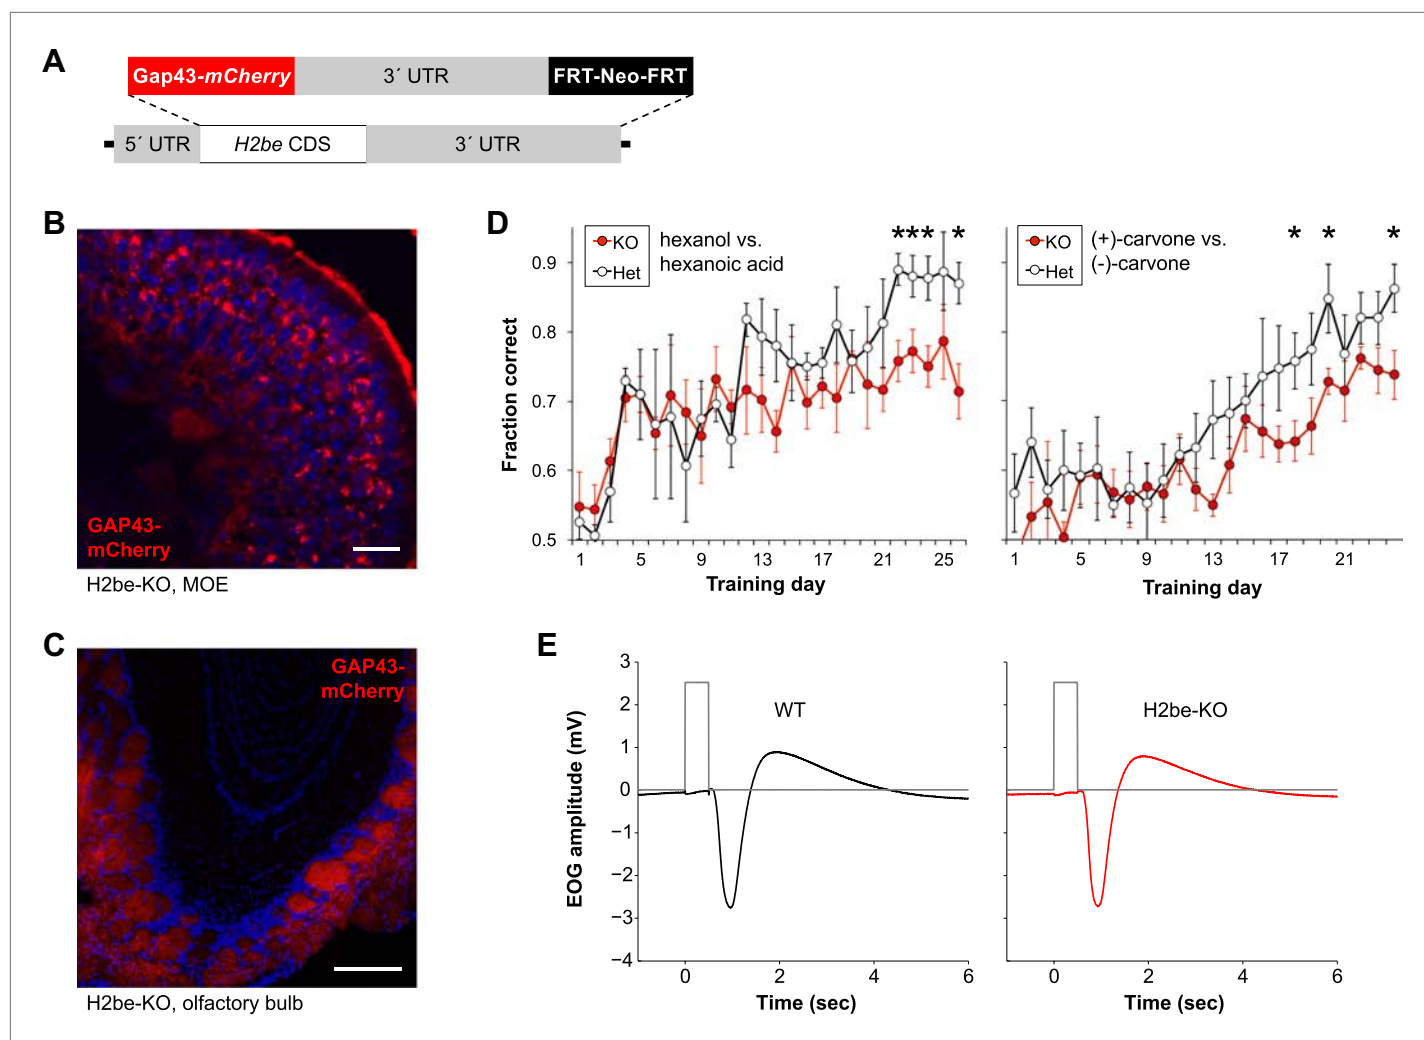 A
Gap43-mCherry 3´ UTR FRT-Neo-FRT
5´ UTR H2be CDS 3´ UTR
B
GAP43-
mCherry
H2be-KO, MOE
C
GAP43-
mCherry
H2be-KO, olfactory bulb
D
KO
Het
hexanol vs.
hexanoic acid
*** *
0.9
0.8
0.7
0.6
0.5
Fraction correct
1 5 9 13 17 21 25
Training day
KO
Het
(+)-carvone vs.
(-)-carvone
* * *
1 5 9 13 17 21
Training day
E
WT
3
2
1
0
−1
−2
−3
−4
EOG amplitude (mV)
0 2 4 6
Time (sec)
H2be-KO
0 2 4 6
Time (sec)